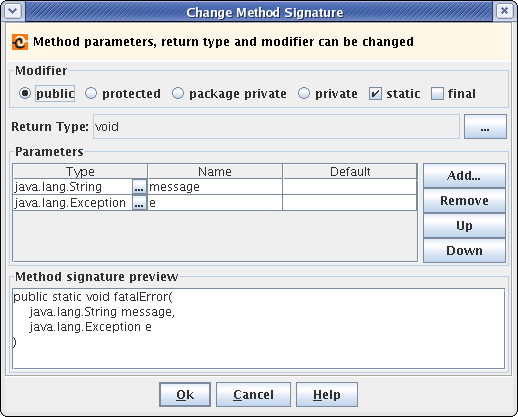 Change Method Signature
Method parameters, return type and modifier can be changed
Modifier
public protected package private private static final
Return Type: void ...
Parameters
Type Name Default
java.lang.String ... message
java.lang.Exception ... e
Add...
Remove
Up
Down
Method signature preview
public static void fatalError(
java.lang.String message,
java.lang.Exception e
)
Ok Cancel Help